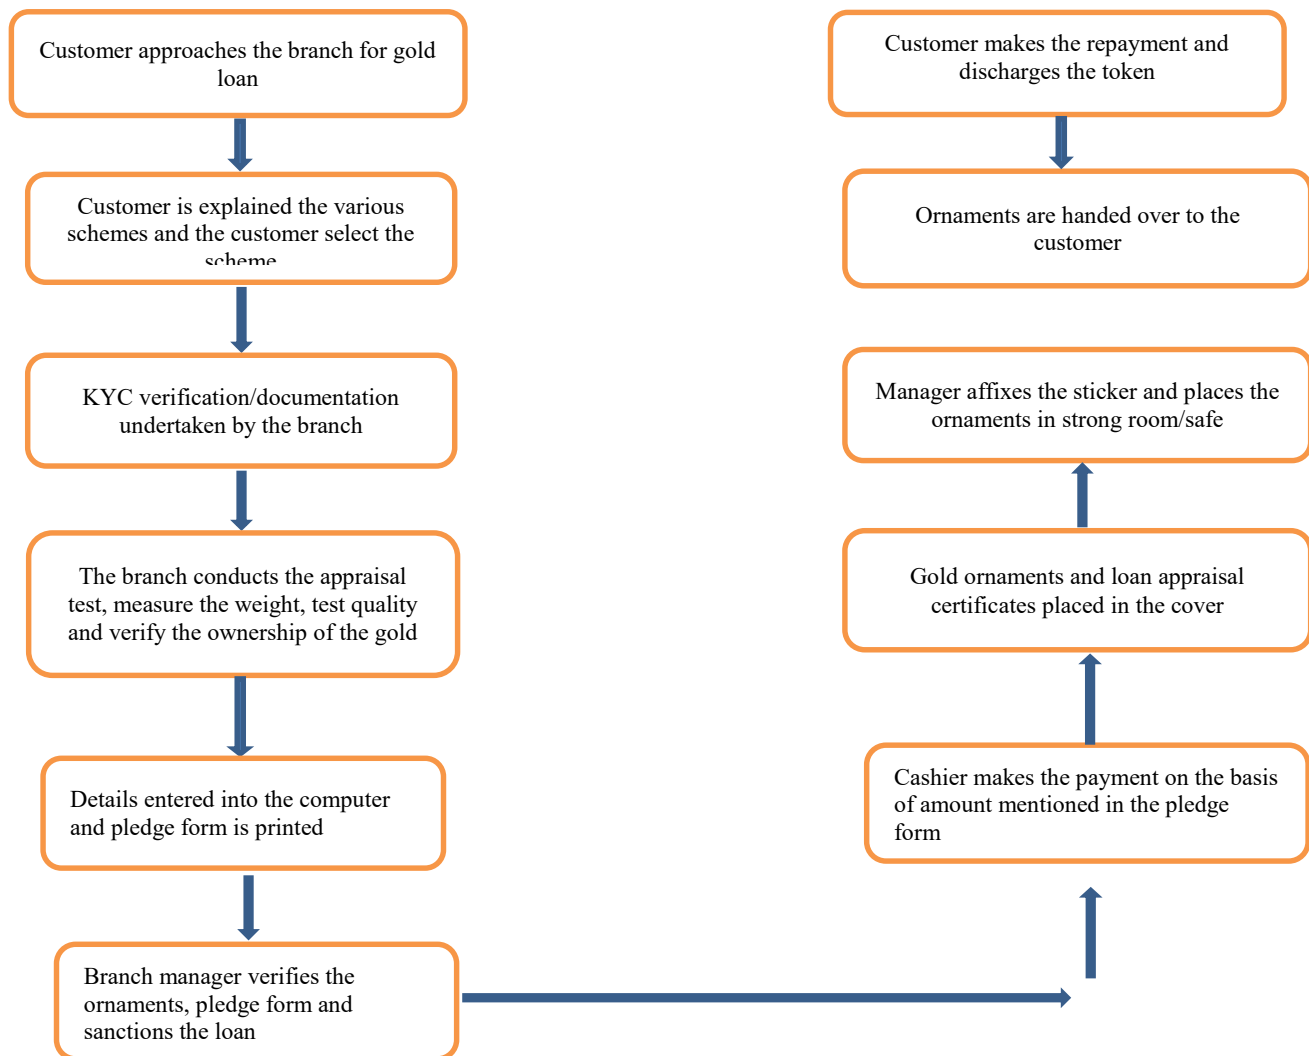 Customer approaches the branch for gold
loan
Customer is explained the various
schemes and the customer select the
scheme
KYC verification/documentation
undertaken by the branch
The branch conducts the appraisal
test, measure the weight, test quality
and verify the ownership of the gold
Details entered into the computer
and pledge form is printed
Branch manager verifies the
ornaments, pledge form and
sanctions the loan
Customer makes the repayment and
discharges the token
Ornaments are handed over to the
customer
Manager affixes the sticker and places the
ornaments in strong room/safe
Gold ornaments and loan appraisal
certificates placed in the cover
Cashier makes the payment on the basis
of amount mentioned in the pledge
form